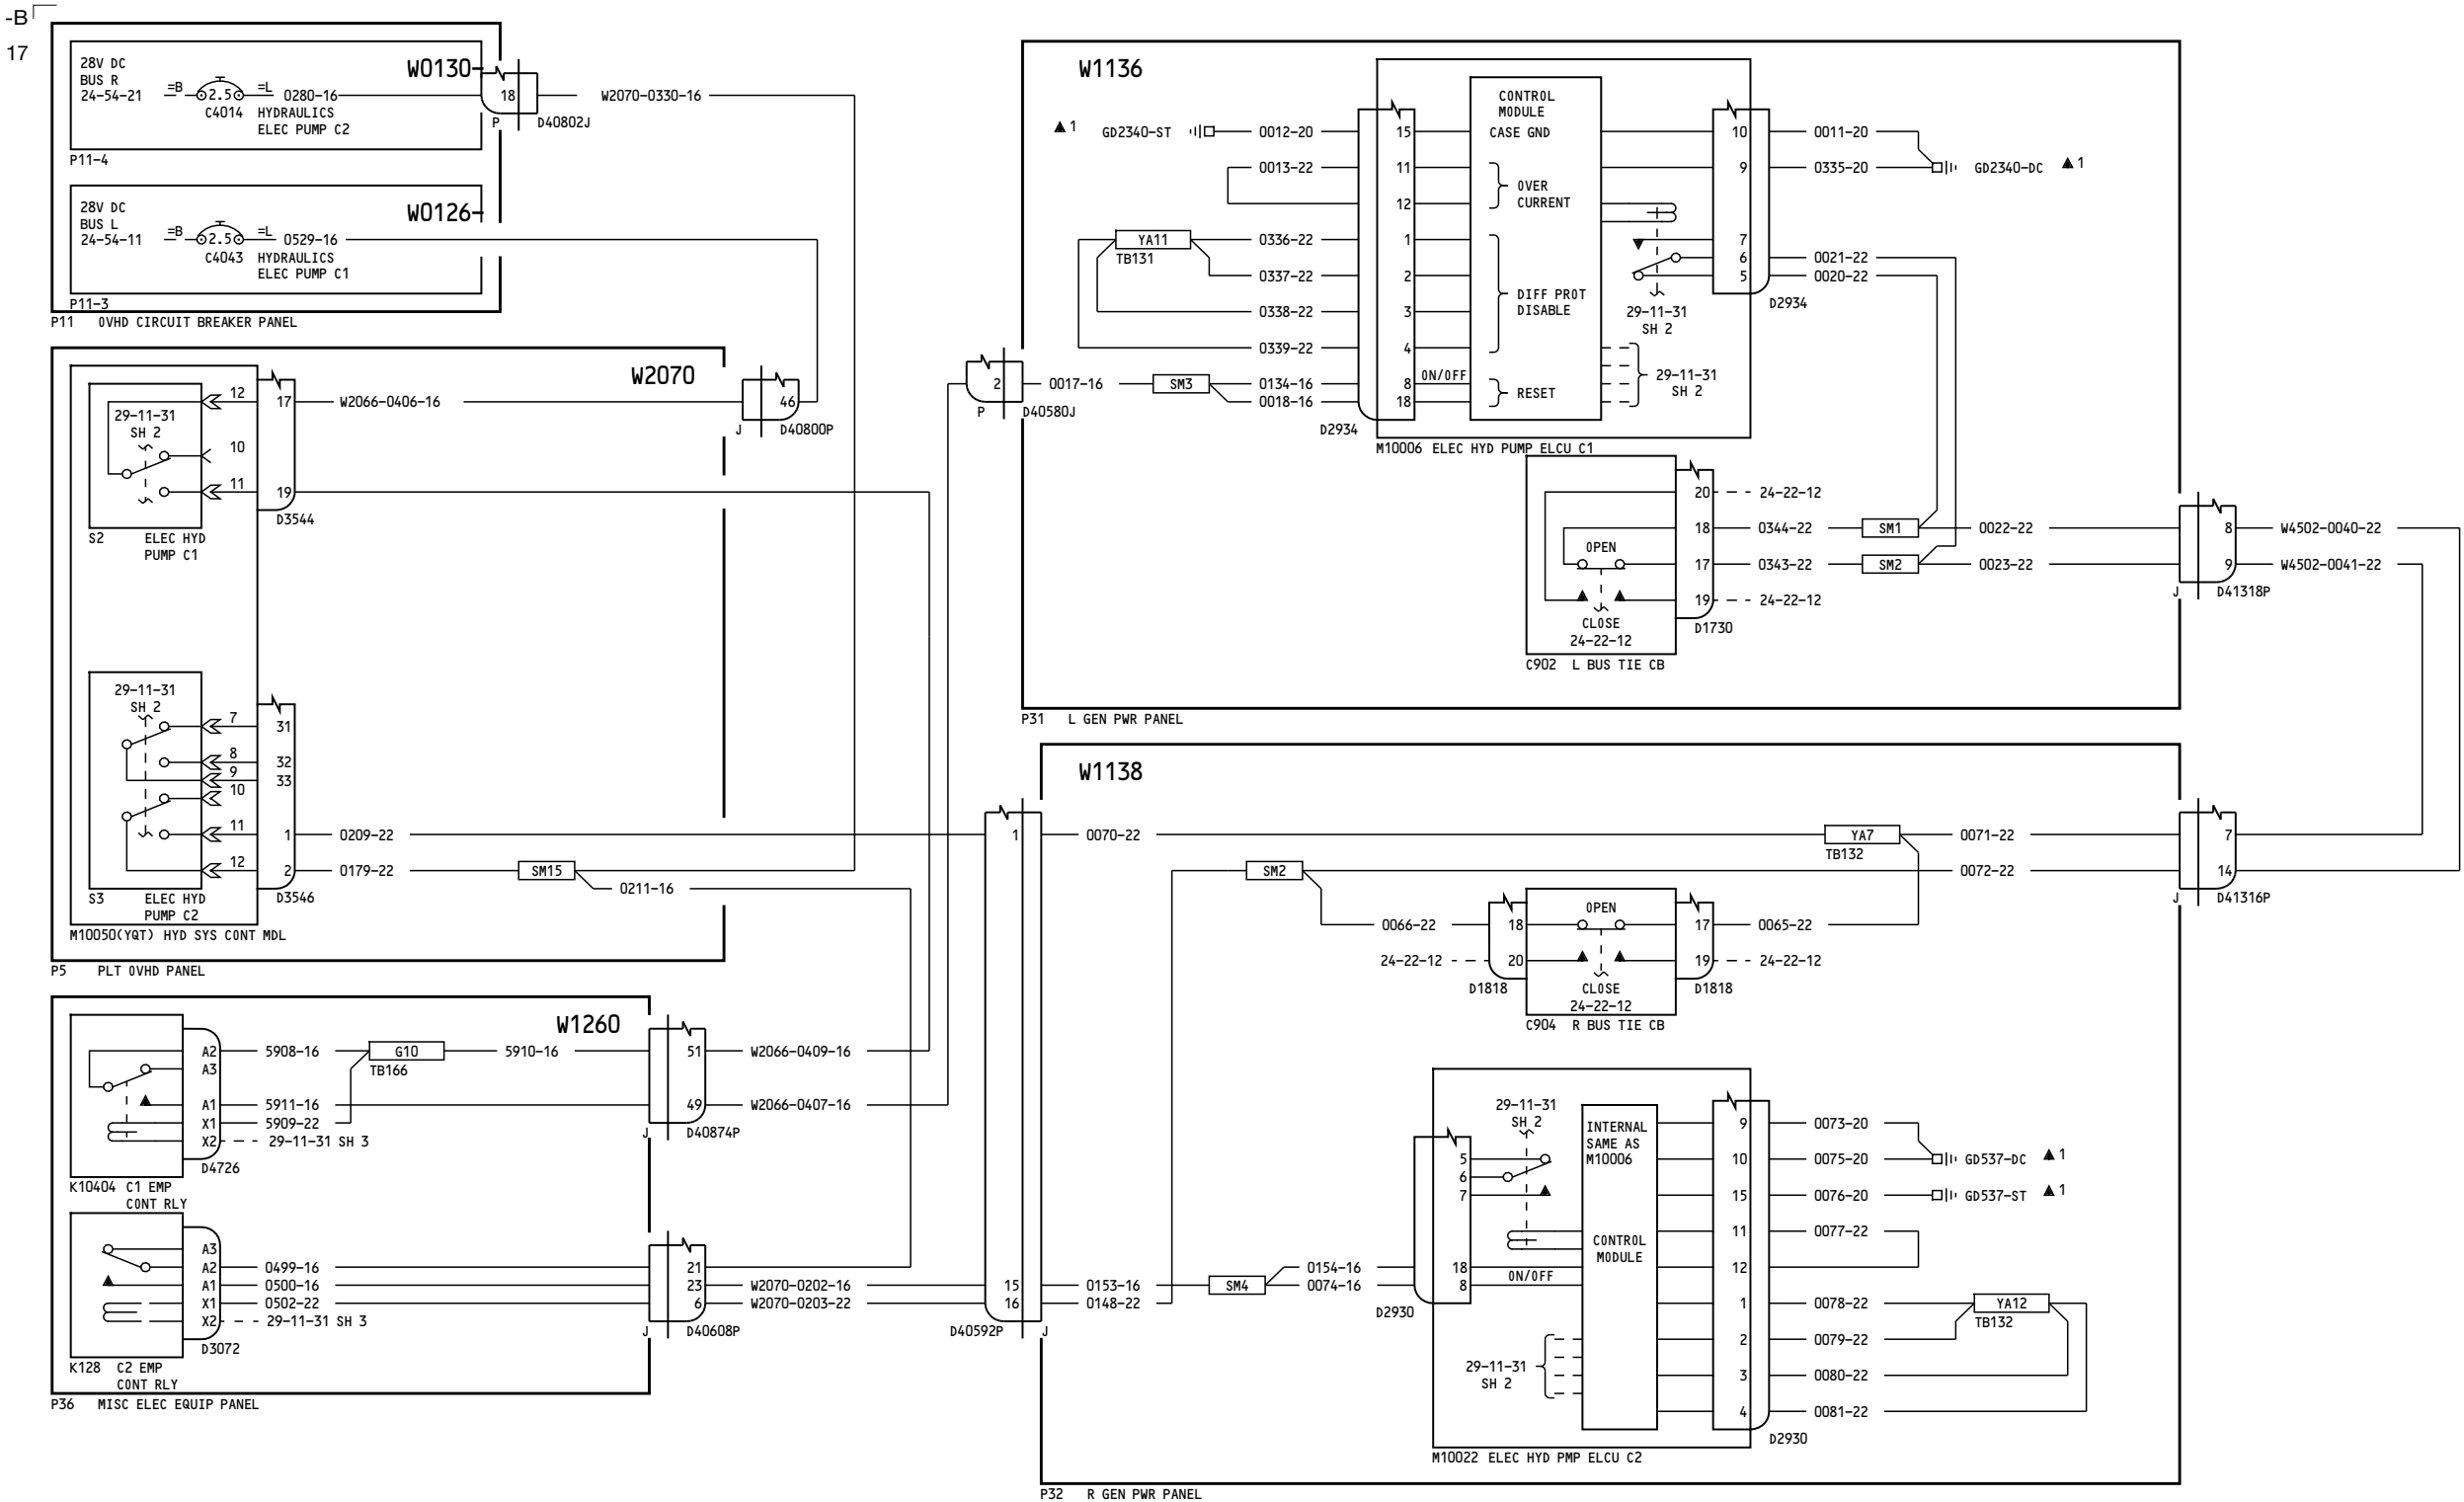 -B
17
W0130-
28V DC
BUS R
24-54-21
=B
2.5
=L
0280-16
C4014
HYDRAULICS
ELEC PUMP C2
18
P
D40802J
W2070-0330-16
P11-4
W0126-
28V DC
BUS L
24-54-11
=B
2.5
=L
0529-16
C4043
HYDRAULICS
ELEC PUMP C1
P11-3
P11 OVHD CIRCUIT BREAKER PANEL
W2070
29-11-31
SH 2
12
10
11
17
19
W2066-0406-16
46
J
D40800P
D3544
S2
ELEC HYD
PUMP C1
29-11-31
SH 2
7
8
9
10
11
12
31
32
33
1
2
0209-22
0179-22
SM15
0211-16
S3
ELEC HYD
PUMP C2
D3546
M10050(YQT) HYD SYS CONT MDL
P5 PLT OVHD PANEL
W1260
A2
A3
A1
X1
X2
5908-16
G10
TB166
5910-16
5911-16
5909-22
29-11-31 SH 3
51
49
W2066-0409-16
W2066-0407-16
J
D40874P
D4726
K10404 C1 EMP
CONT RLY
A3
A2
A1
X1
X2
0499-16
0500-16
0502-22
29-11-31 SH 3
21
23
6
W2070-0202-16
W2070-0203-22
J
D40608P
D3072
K128 C2 EMP
CONT RLY
P36 MISC ELEC EQUIP PANEL
W1136
1
GD2340-ST
0012-20
0013-22
YA11
TB131
0336-22
0337-22
0338-22
0339-22
2
P
D40580J
0017-16
SM3
0134-16
0018-16
15
11
12
1
2
3
4
8
18
ON/OFF
D2934
CONTROL
MODULE
CASE GND
OVER
CURRENT
DIFF PROT
DISABLE
RESET
29-11-31
SH 2
29-11-31
SH 2
10
9
7
6
5
D2934
0011-20
0335-20
GD2340-DC
1
0021-22
0020-22
M10006 ELEC HYD PUMP ELCU C1
OPEN
CLOSE
24-22-12
20
18
17
19
24-22-12
0344-22
0343-22
24-22-12
SM1
SM2
0022-22
0023-22
D1730
C902 L BUS TIE CB
8
9
J
D41318P
W4502-0040-22
W4502-0041-22
P31 L GEN PWR PANEL
W1138
1
0070-22
YA7
TB132
0071-22
SM2
0072-22
7
14
J
D41316P
0066-22
24-22-12
18
20
D1818
OPEN
CLOSE
24-22-12
17
19
D1818
0065-22
24-22-12
C904 R BUS TIE CB
15
16
D40592P
J
0153-16
0148-22
SM4
0154-16
0074-16
5
6
7
18
8
ON/OFF
D2930
29-11-31
SH 2
INTERNAL
SAME AS
M10006
CONTROL
MODULE
29-11-31
SH 2
9
10
15
11
12
1
2
3
4
0073-20
0075-20
GD537-DC
1
0076-20
GD537-ST
1
0077-22
0078-22
YA12
TB132
0079-22
0080-22
0081-22
D2930
M10022 ELEC HYD PMP ELCU C2
P32 R GEN PWR PANEL